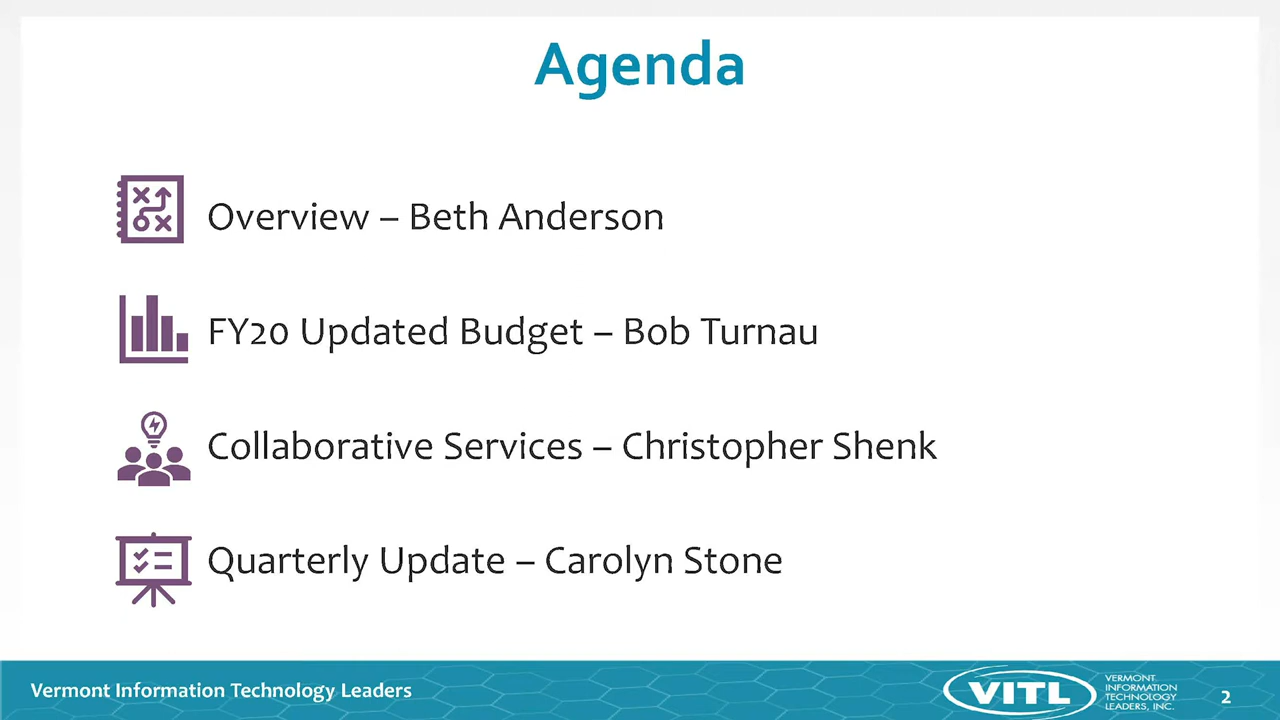 Agenda
Overview – Beth Anderson
FY20 Updated Budget – Bob Turnau
Collaborative Services – Christopher Shenk
Quarterly Update – Carolyn Stone
Vermont Information Technology Leaders
VITL
VERMONT
INFORMATION
TECHNOLOGY
LEADERS, INC.
2